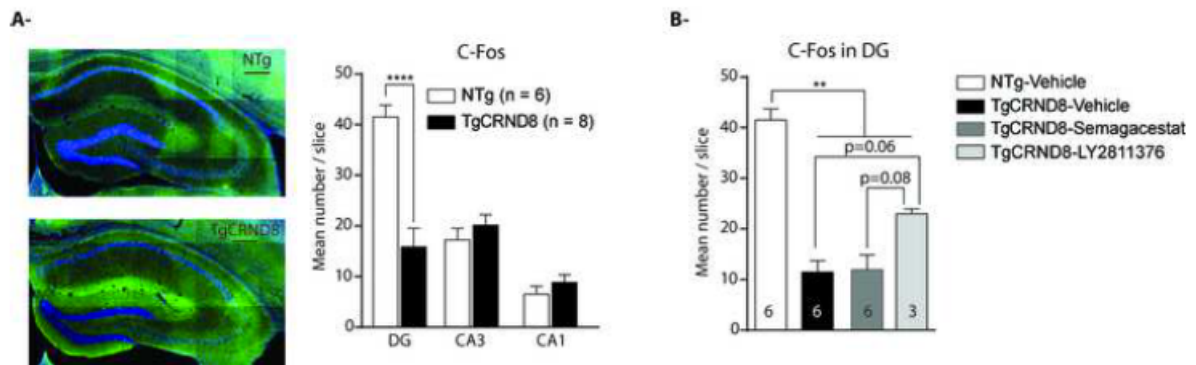 A-
NTg
TgCRND8
C-Fos
50
40
30
20
10
0
Mean number / slice
****
NTg (n = 6)
TgCRND8 (n = 8)
DG CA3 CA1
B-
C-Fos in DG
50
40
30
20
10
0
Mean number / slice
**
p=0.06
p=0.08
6 6 6 3
NTg-Vehicle
TgCRND8-Vehicle
TgCRND8-Semagacestat
TgCRND8-LY2811376